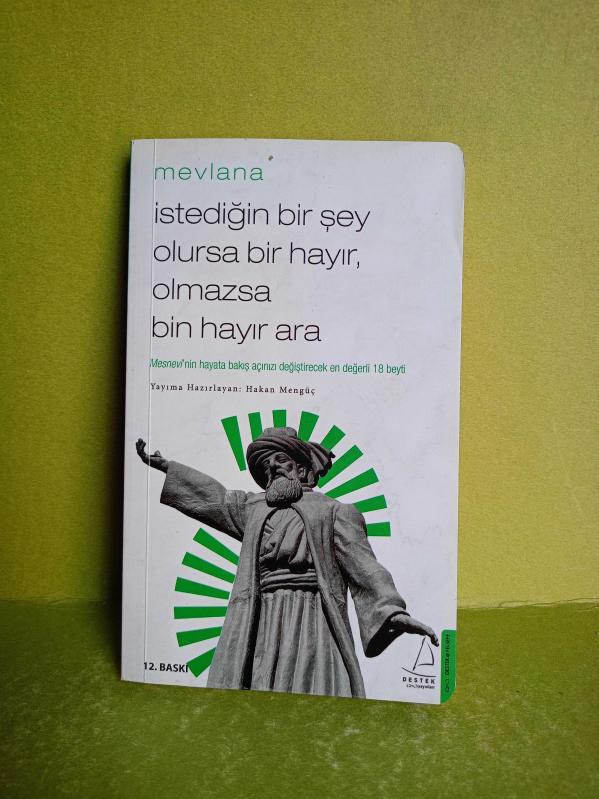 mevlana
istediğin bir şey
olursa bir hayır,
olmazsa
bin hayır ara
Mesnevi'nin hayata bakış açınızı değiştirecek en değerli 18 beyti
Yayıma Hazırlayan: Hakan Mengüç
12. BASKI
DESTEK
yayınları